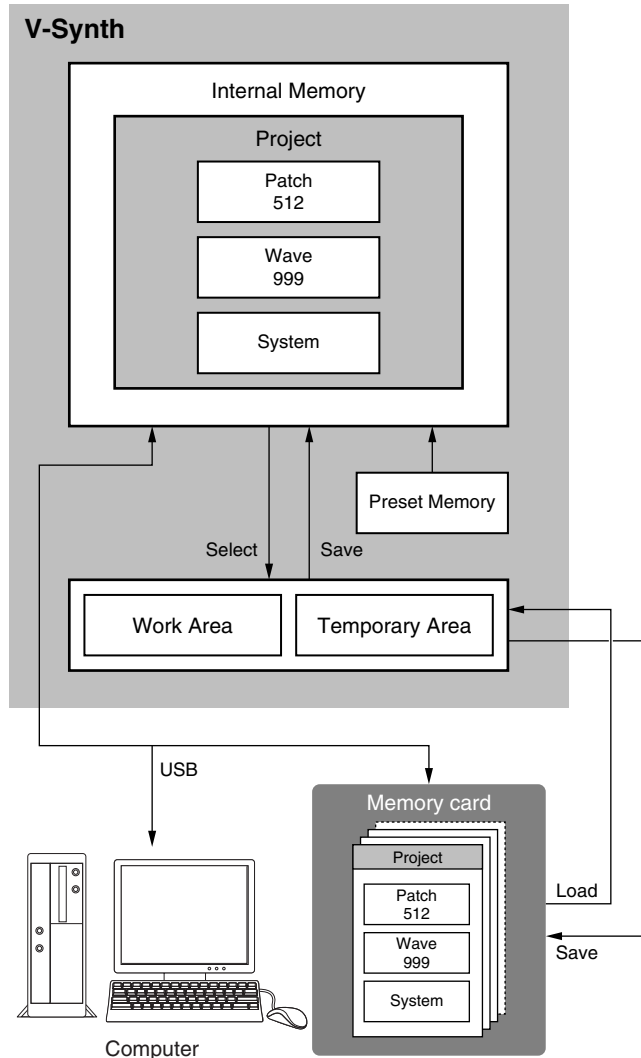 V-Synth
Internal Memory
Project
Patch
512
Wave
999
System
Preset Memory
Select
Save
Work Area
Temporary Area
USB
Memory card
Project
Patch
512
Wave
999
System
Load
Save
Computer